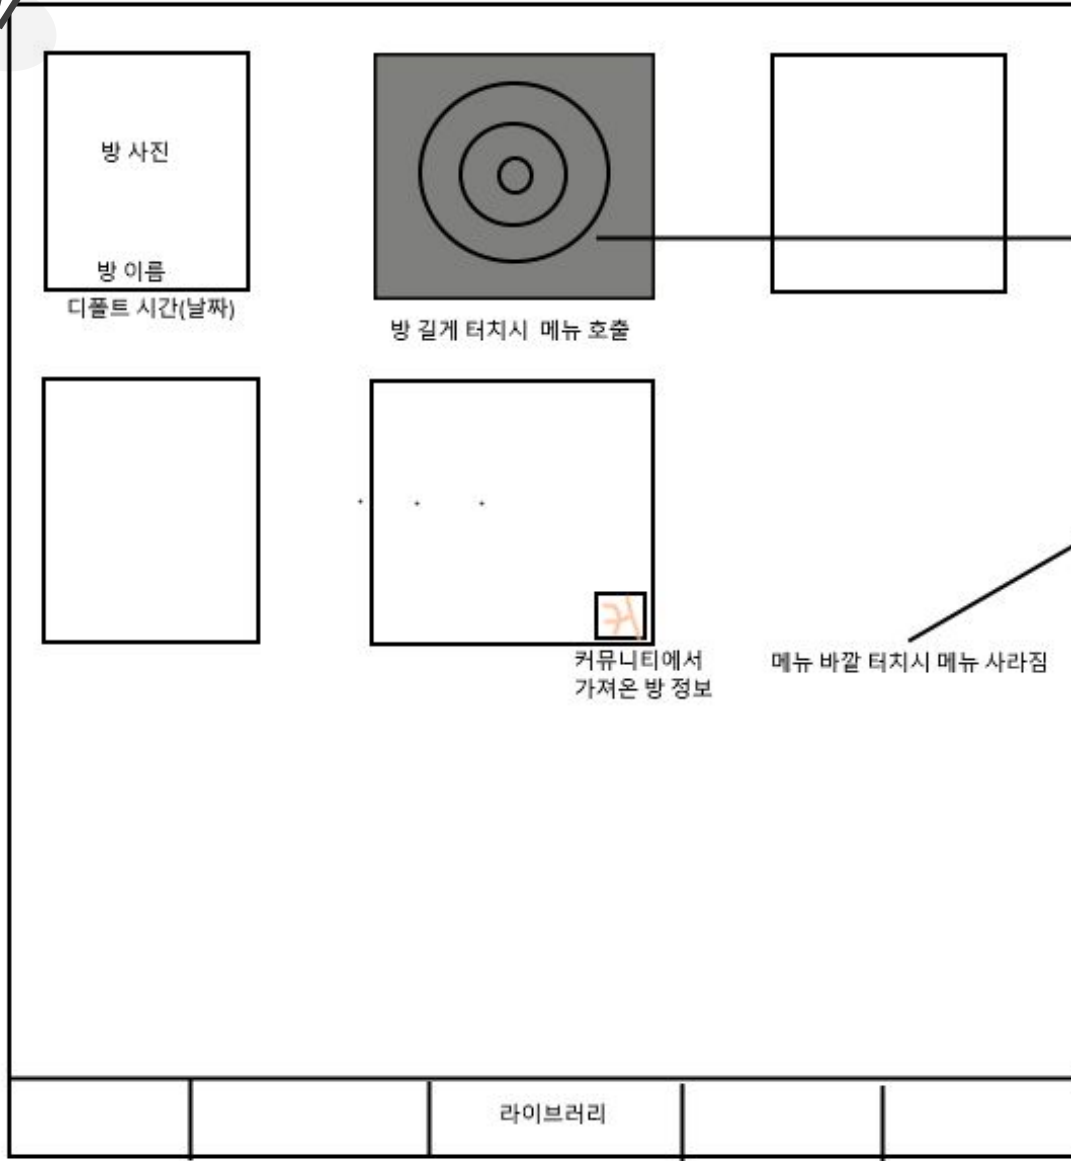 방 사진
방 이름
디폴트 시간(날짜)
방 길게 터치시 메뉴 호출
커
커뮤니티에서
가져온 방 정보
메뉴 바깥 터치시 메뉴 사라짐
라이브러리